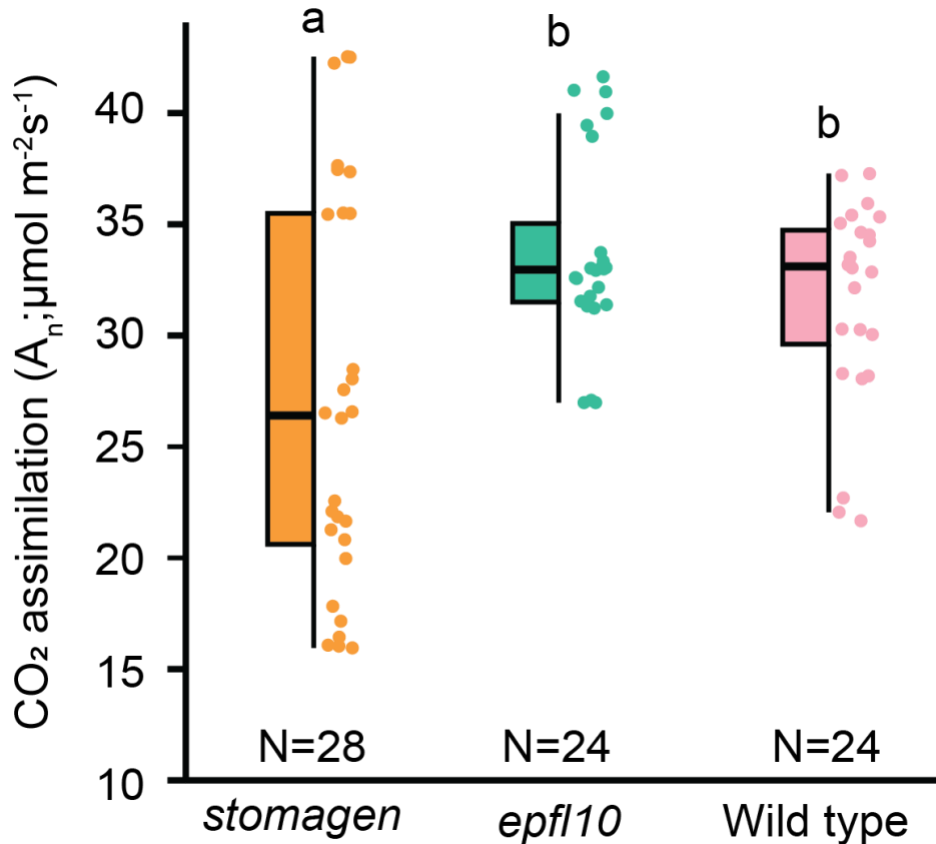 CO₂ assimilation (Aₙ;µmol m⁻²s⁻¹)
40
35
30
25
20
15
10
a
b
b
N=28
N=24
N=24
stomagen
epfl10
Wild type